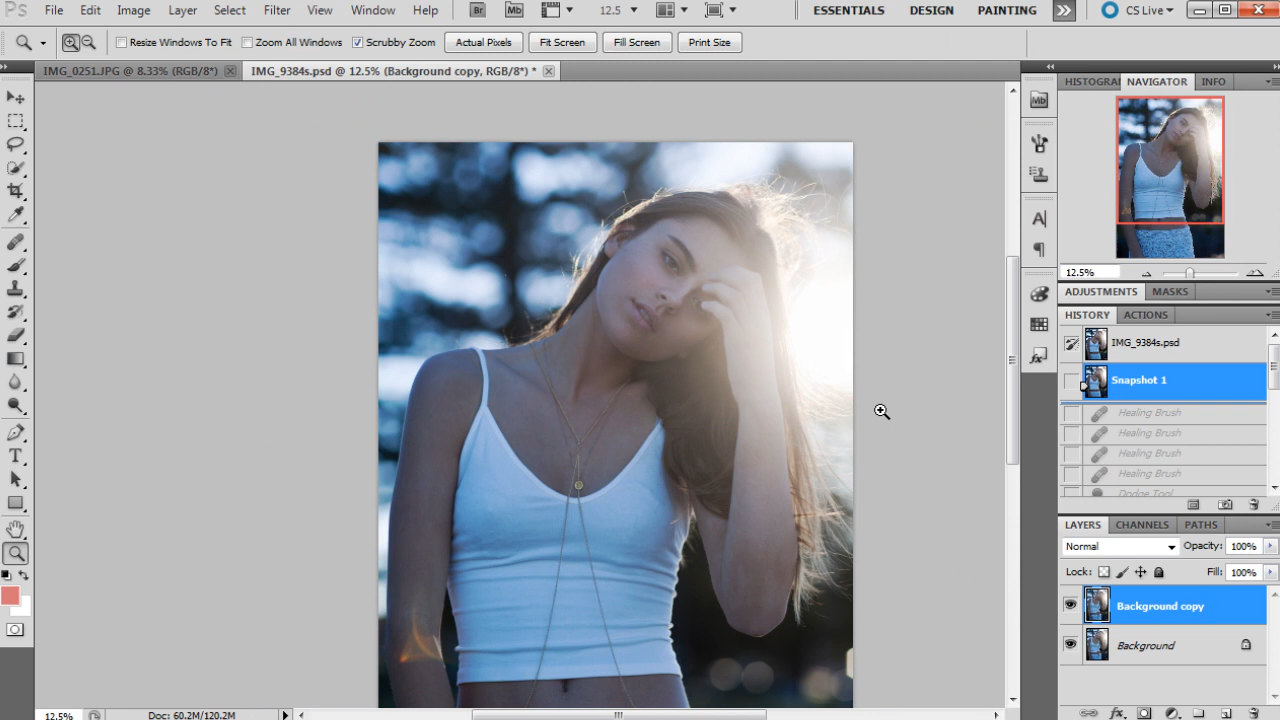 Ps File Edit Image Layer Select Filter View Window Help Br Mb 12.5 ESSENTIALS DESIGN PAINTING CS Live
Resize Windows To Fit Zoom All Windows Scrubby Zoom Actual Pixels Fit Screen Fill Screen Print Size
IMG_0251.JPG @ 8.33% (RGB/8*) IMG_9384s.psd @ 12.5% (Background copy, RGB/8*) *
HISTOGRA NAVIGATOR INFO
Mb
A
T
12.5%
ADJUSTMENTS MASKS
HISTORY ACTIONS
IMG_9384s.psd
Snapshot 1
Healing Brush
Healing Brush
Healing Brush
Healing Brush
Dodge Tool
LAYERS CHANNELS PATHS
Normal Opacity: 100%
Lock: Fill: 100%
Background copy
Background
fx
12.5% Doc: 60.2M/120.2M